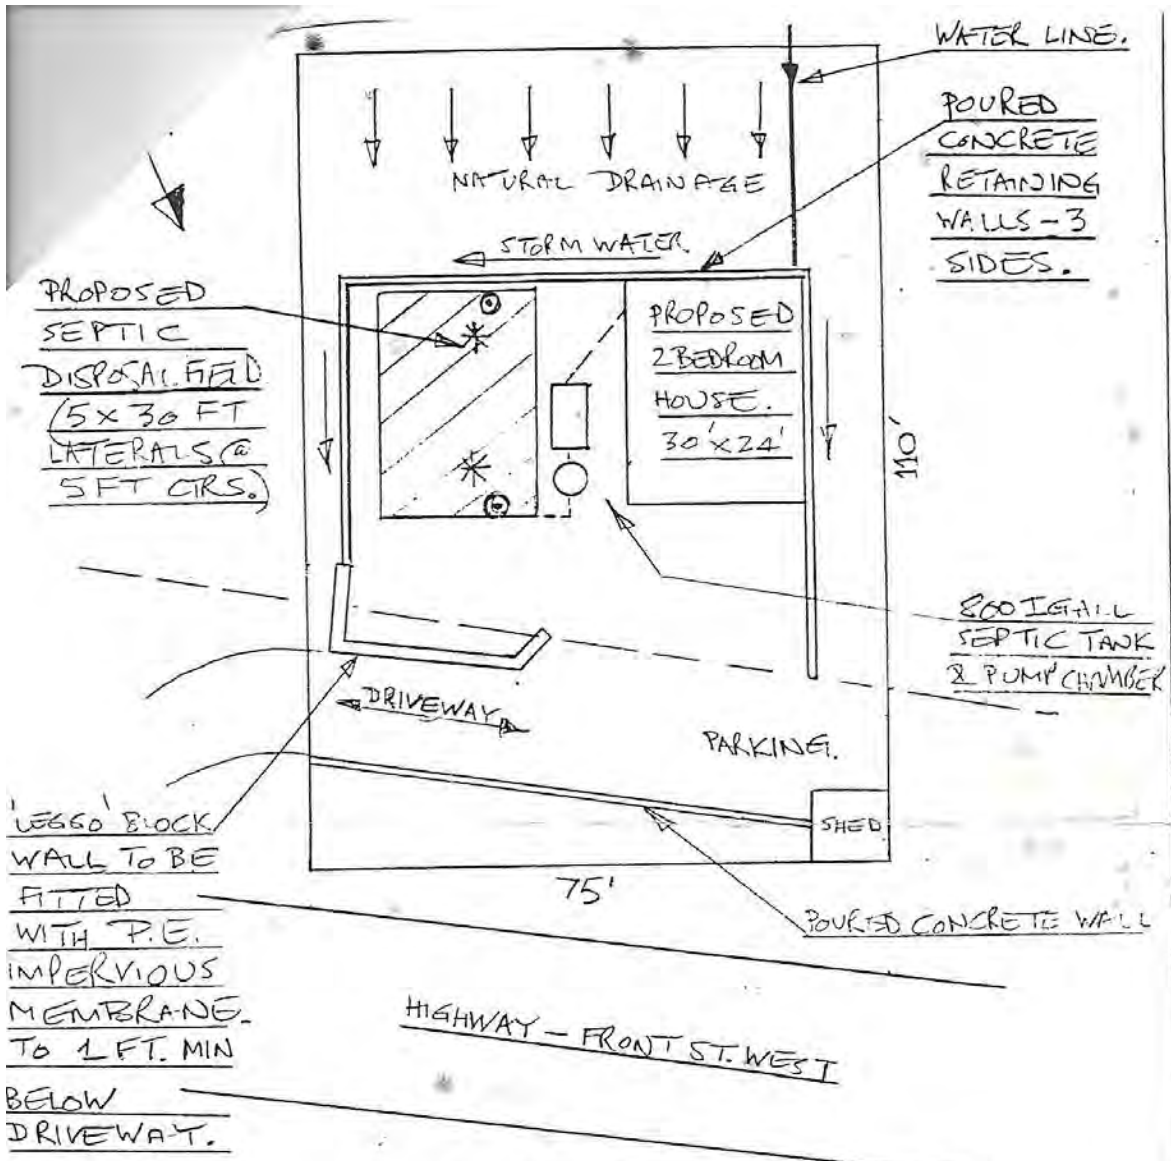 WATER LINE.
POURED
CONCRETE
RETAINING
WALLS - 3
SIDES.
NATURAL DRAINAGE
STORM WATER.
PROPOSED
SEPTIC
DISPOSAL FIELD
(5 x 30 FT
LATERALS @
5 FT CTRS.)
PROPOSED
2 BEDROOM
HOUSE.
30' x 24'
110'
800 IGALL
SEPTIC TANK
& PUMP CHAMBER
DRIVEWAY
PARKING.
SHED
'LEGGO' BLOCK
WALL TO BE
FITTED
WITH P.E.
IMPERVIOUS
MEMBRANE.
TO 1 FT. MIN
BELOW
DRIVEWAY.
75'
POURED CONCRETE WALL
HIGHWAY - FRONT ST. WEST